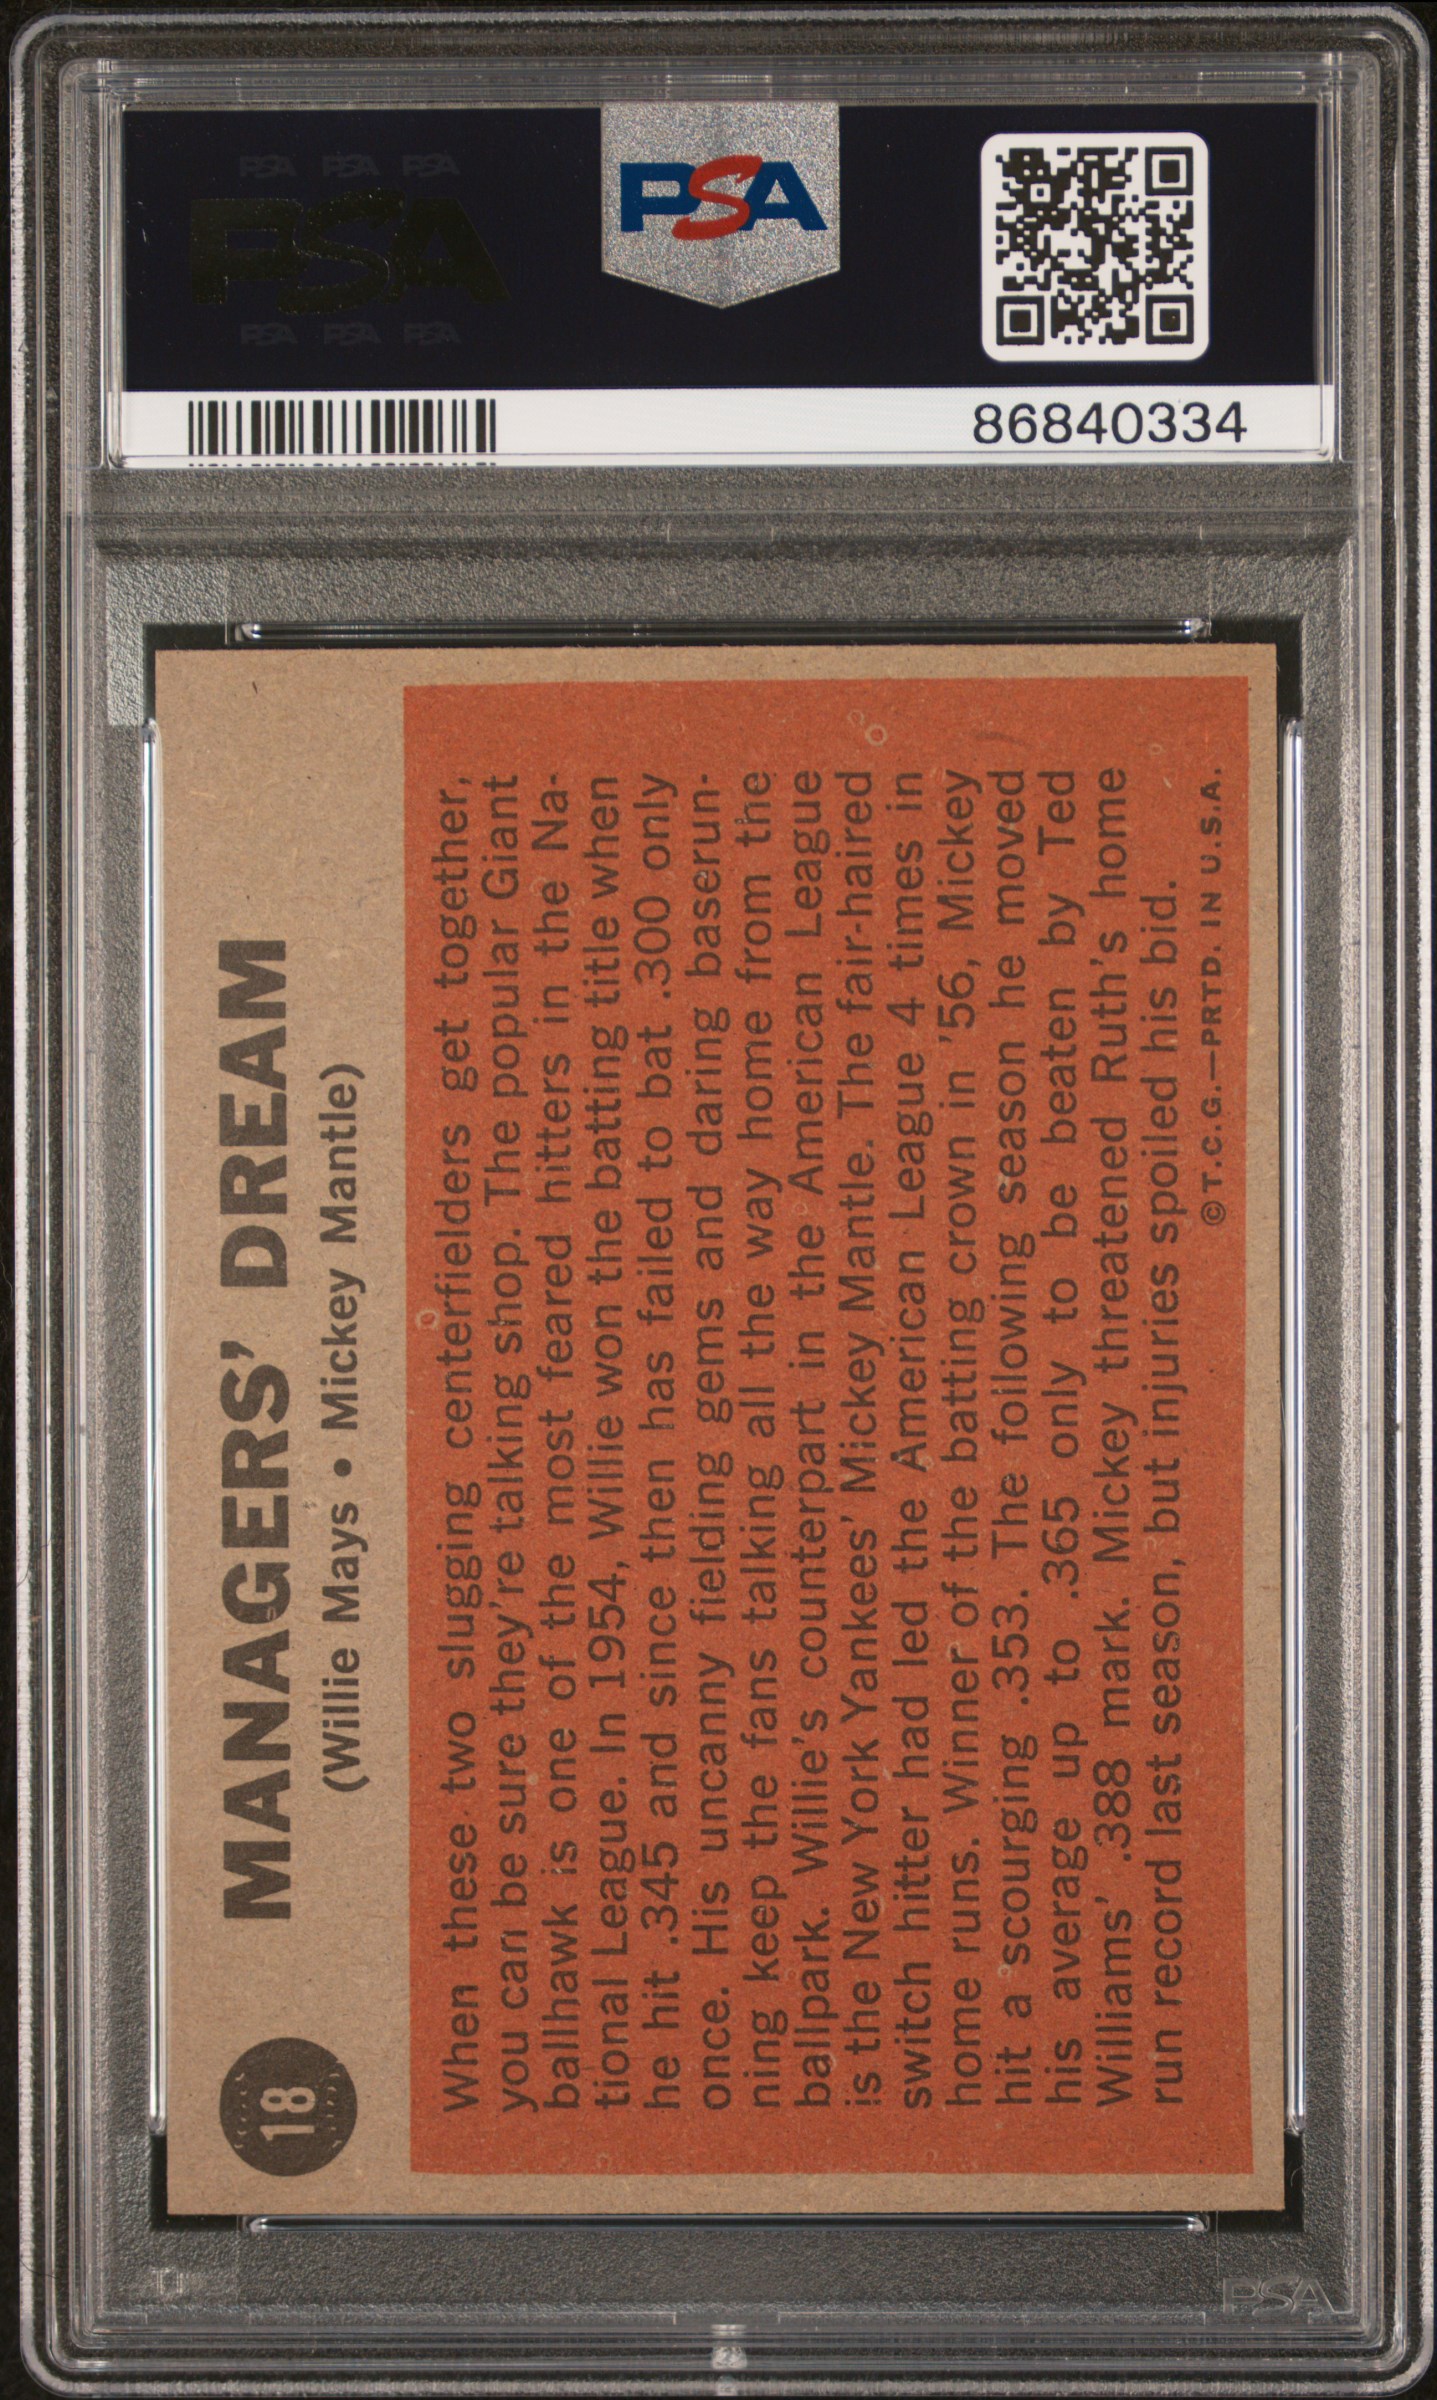 PSA PSA PSA
PSA
PSA PSA PSA
PSA
86840334
18
MANAGERS' DREAM
(Willie Mays • Mickey Mantle)
When these two slugging centerfielders get together,
you can be sure they're talking shop. The popular Giant
ballhawk is one of the most feared hitters in the Na-
tional League. In 1954, Willie won the batting title when
he hit .345 and since then has failed to bat .300 only
once. His uncanny fielding gems and daring baserun-
ning keep the fans talking all the way home from the
ballpark. Willie's counterpart in the American League
is the New York Yankees' Mickey Mantle. The fair-haired
switch hitter had led the American League 4 times in
home runs. Winner of the batting crown in '56, Mickey
hit a scourging .353. The following season he moved
his average up to .365 only to be beaten by Ted
Williams' .388 mark. Mickey threatened Ruth's home
run record last season, but injuries spoiled his bid.
©T.C.G.—PRTD. IN U.S.A.
PSA